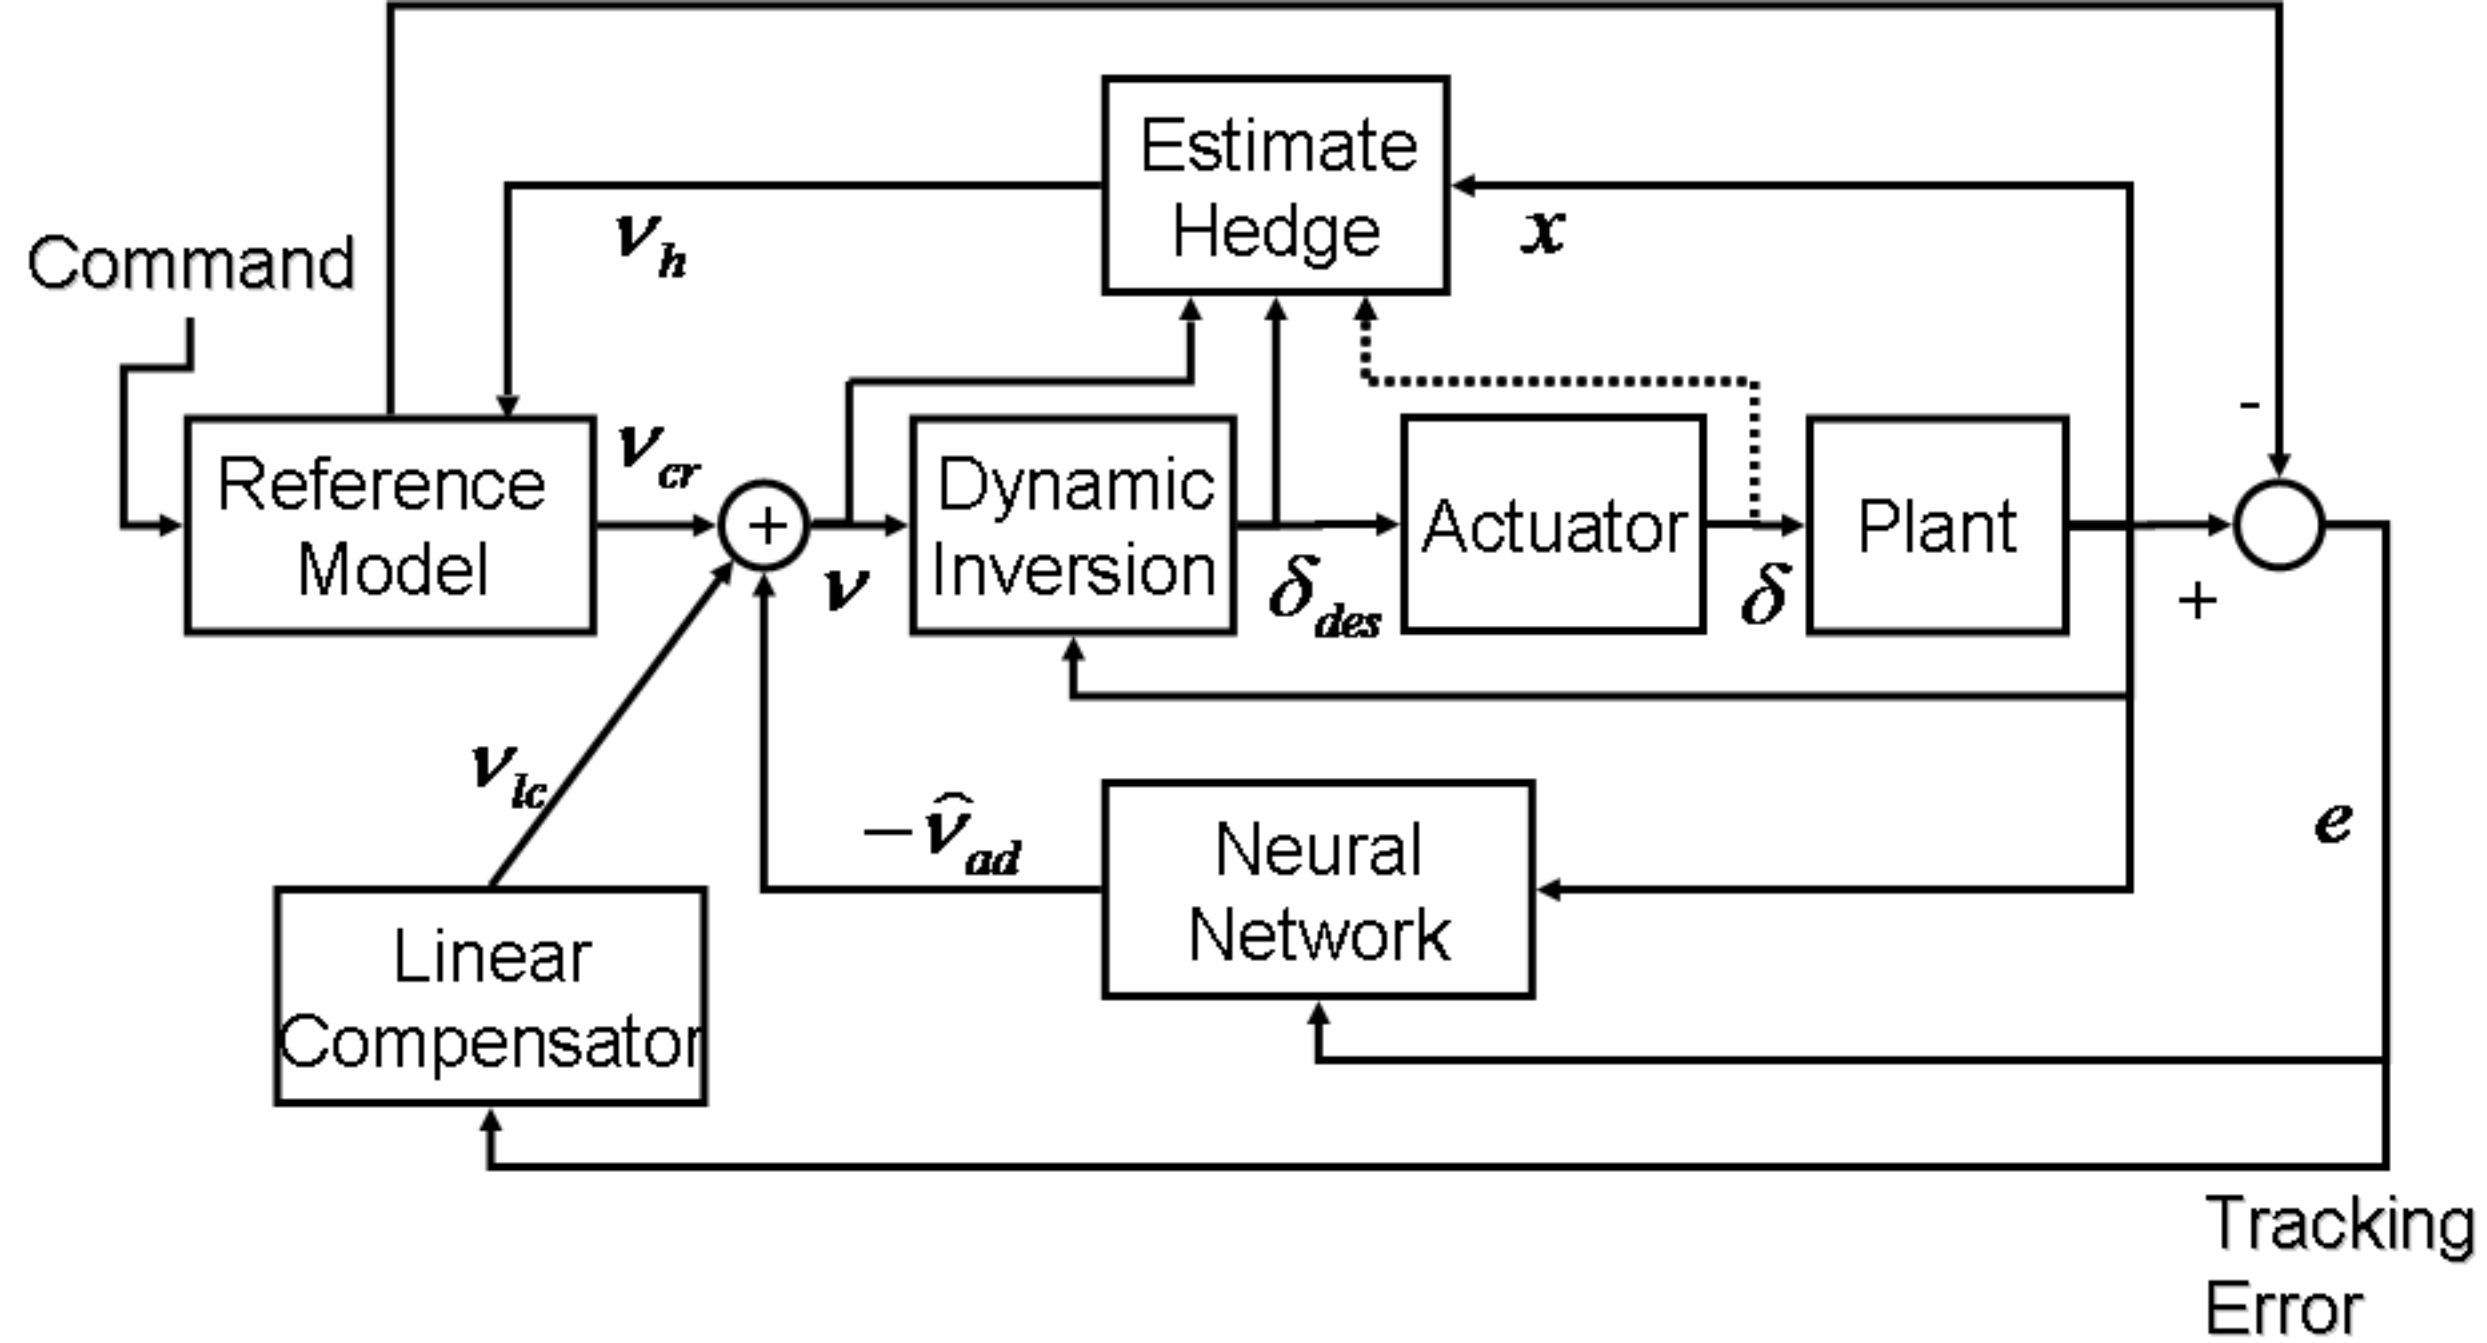 Estimate
Hedge
ν_h
x
Command
-
Reference
Model
ν_cr
+
ν
Dynamic
Inversion
δ_des
Actuator
δ
Plant
+
ν_lc
−ν̂_ad
Neural
Network
e
Linear
Compensator
Tracking
Error